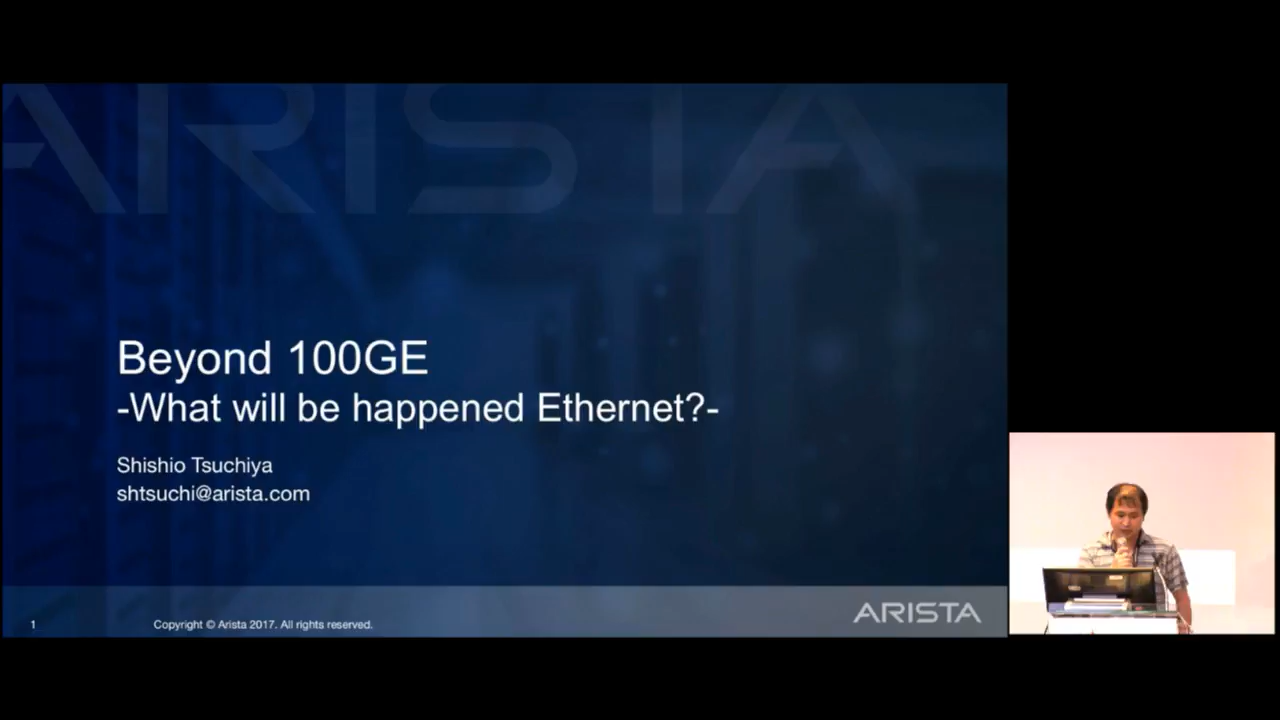 ARISTA
Beyond 100GE
-What will be happened Ethernet?-
Shishio Tsuchiya
shtsuchi@arista.com
1
Copyright © Arista 2017. All rights reserved.
ARISTA